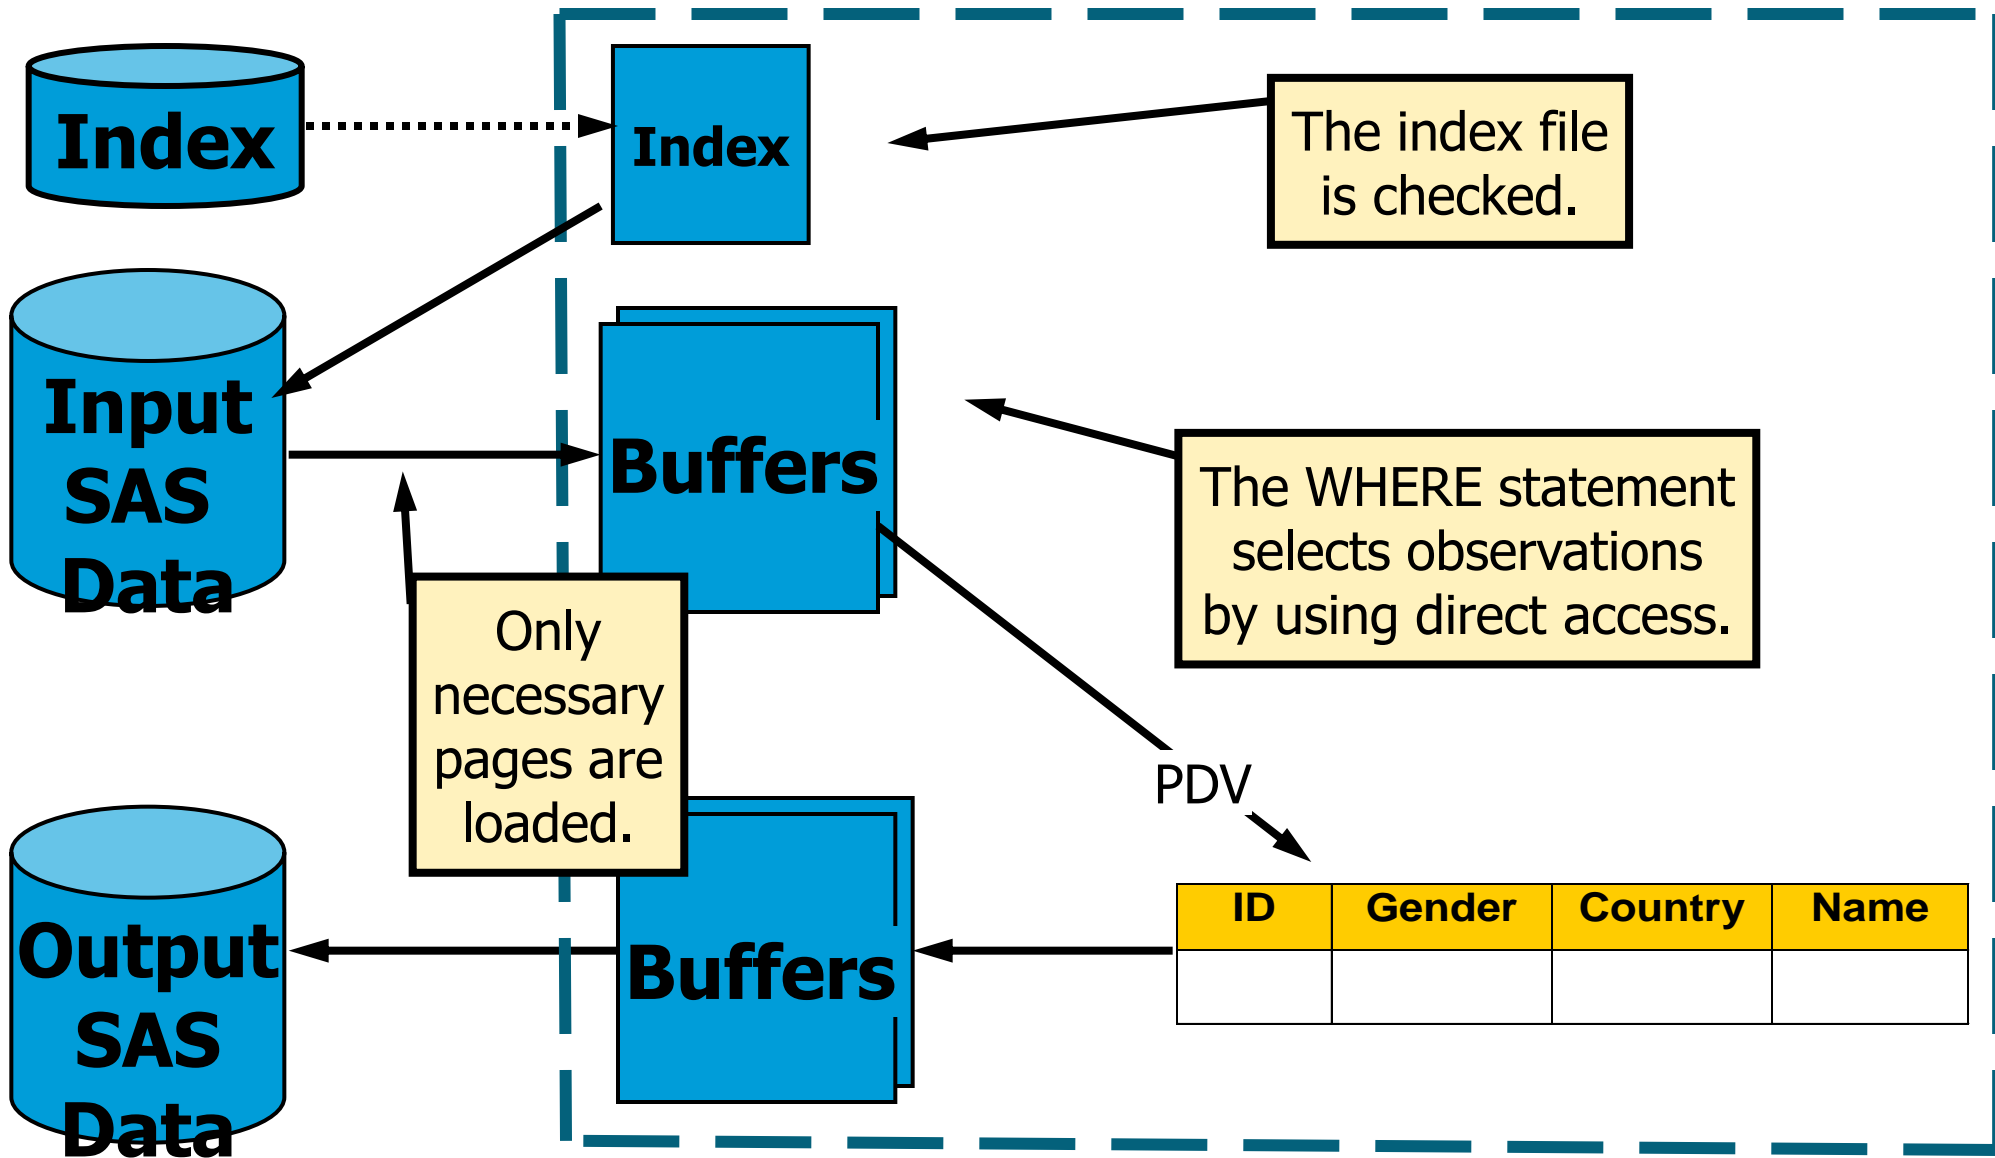 Index
Index
The index file
is checked.
Input
SAS
Data
Buffers
The WHERE statement
selects observations
by using direct access.
Only
necessary
pages are
loaded.
PDV
Output
SAS
Data
Buffers
ID Gender Country Name